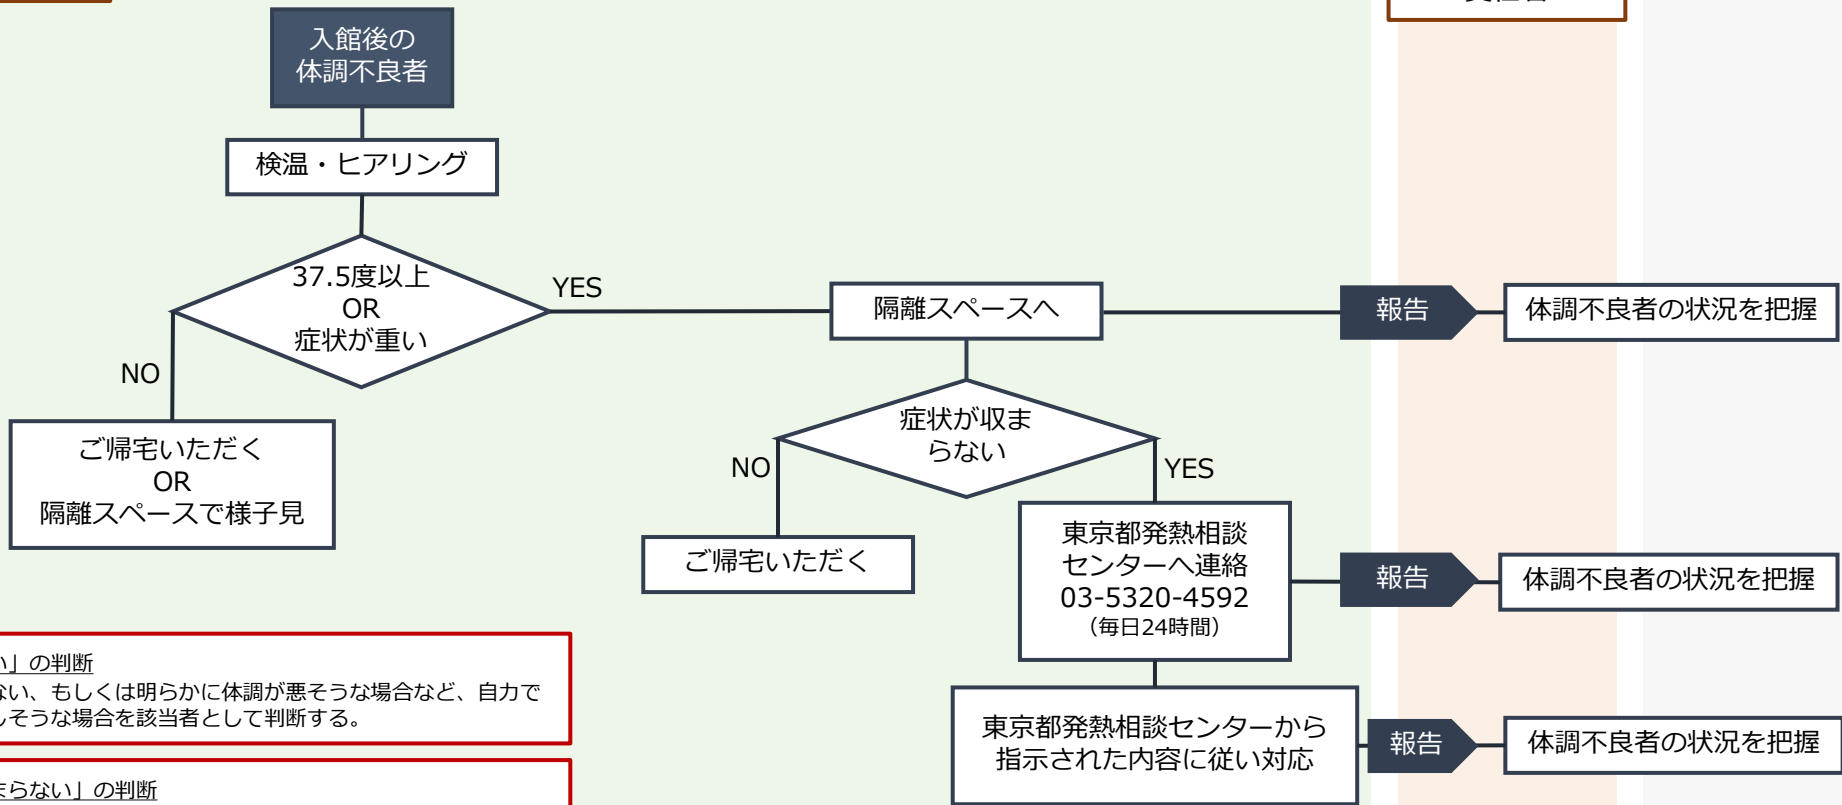 入館後の
体調不良者
検温・ヒアリング
37.5度以上
OR
症状が重い
YES
NO
ご帰宅いただく
OR
隔離スペースで様子見
隔離スペースへ
報告
体調不良者の状況を把握
症状が収ま
らない
NO
YES
ご帰宅いただく
東京都発熱相談
センターへ連絡
03-5320-4592
（毎日24時間）
報告
体調不良者の状況を把握
東京都発熱相談センターから
指示された内容に従い対応
報告
体調不良者の状況を把握
い」の判断
ない、もしくは明らかに体調が悪そうな場合など、自力で
しそうな場合を該当者として判断する。
まらない」の判断